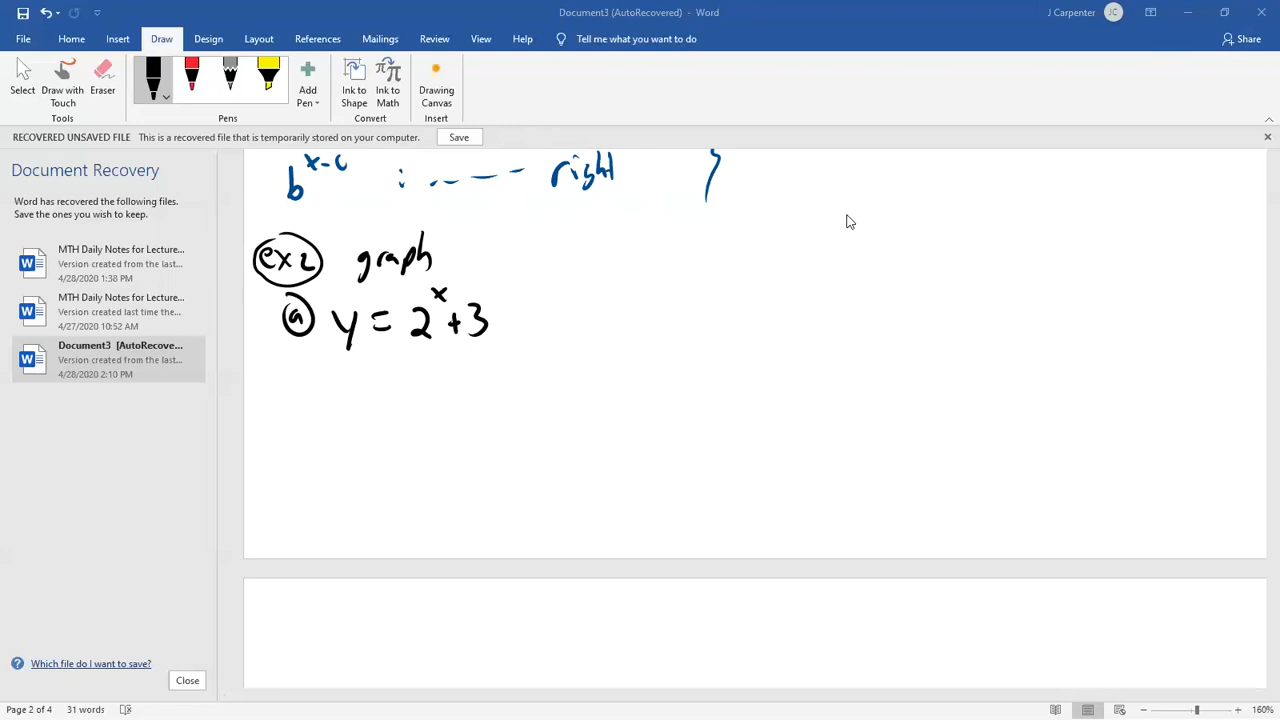 Document3 (AutoRecovered) - Word
J Carpenter
JC
File Home Insert Draw Design Layout References Mailings Review View Help Tell me what you want to do
Share
Select
Draw with Touch
Eraser
Add Pen
Ink to Shape
Ink to Math
Drawing Canvas
Tools
Pens
Convert
Insert
RECOVERED UNSAVED FILE This is a recovered file that is temporarily stored on your computer.
Save
Document Recovery
Word has recovered the following files.
Save the ones you wish to keep.
MTH Daily Notes for Lecture...
Version created from the last...
4/28/2020 1:38 PM
MTH Daily Notes for Lecture...
Version created last time the...
4/27/2020 10:52 AM
Document3 [AutoRecove...
Version created from the last...
4/28/2020 2:10 PM
b^{x-c} : ---- right }
ex2 graph
a y = 2^x + 3
Which file do I want to save?
Close
Page 2 of 4 31 words
160%